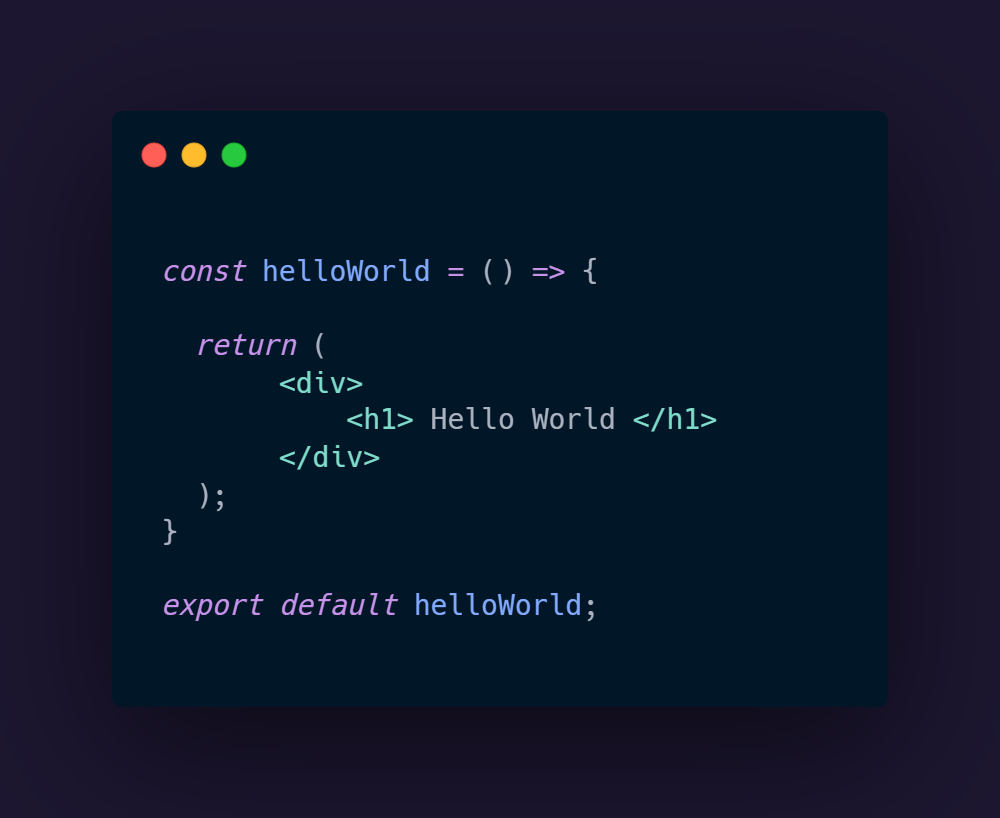 const helloWorld = () => {
  return (
       <div>
           <h1> Hello World </h1>
       </div>
  );
}
export default helloWorld;